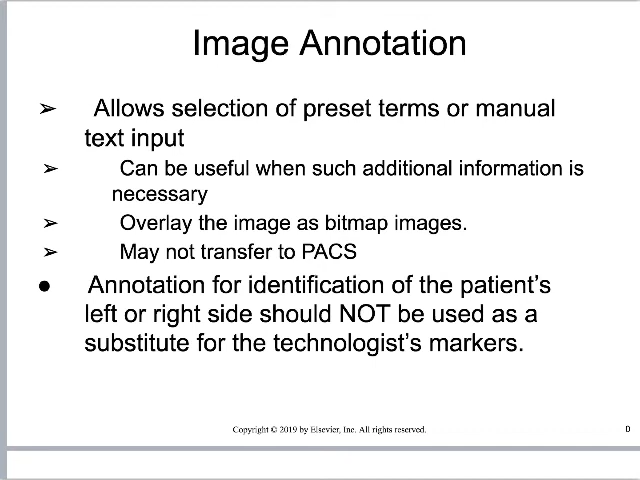 Image Annotation
➢ Allows selection of preset terms or manual
text input
➢ Can be useful when such additional information is
necessary
➢ Overlay the image as bitmap images.
➢ May not transfer to PACS
● Annotation for identification of the patient’s
left or right side should NOT be used as a
substitute for the technologist’s markers.
Copyright © 2019 by Elsevier, Inc. All rights reserved.
0